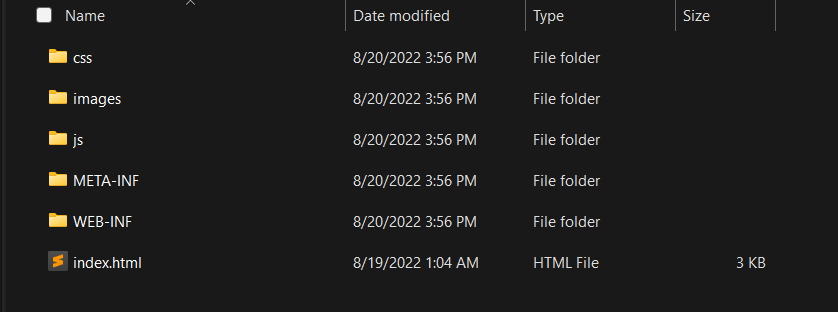 Name Date modified Type Size
css 8/20/2022 3:56 PM File folder
images 8/20/2022 3:56 PM File folder
js 8/20/2022 3:56 PM File folder
META-INF 8/20/2022 3:56 PM File folder
WEB-INF 8/20/2022 3:56 PM File folder
index.html 8/19/2022 1:04 AM HTML File 3 KB